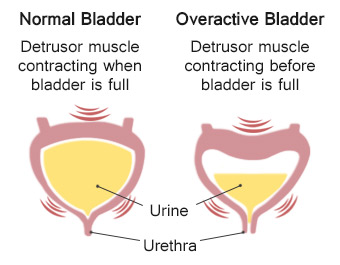 Normal Bladder
Detrusor muscle
contracting when
bladder is full
Overactive Bladder
Detrusor muscle
contracting before
bladder is full
Urine
Urethra